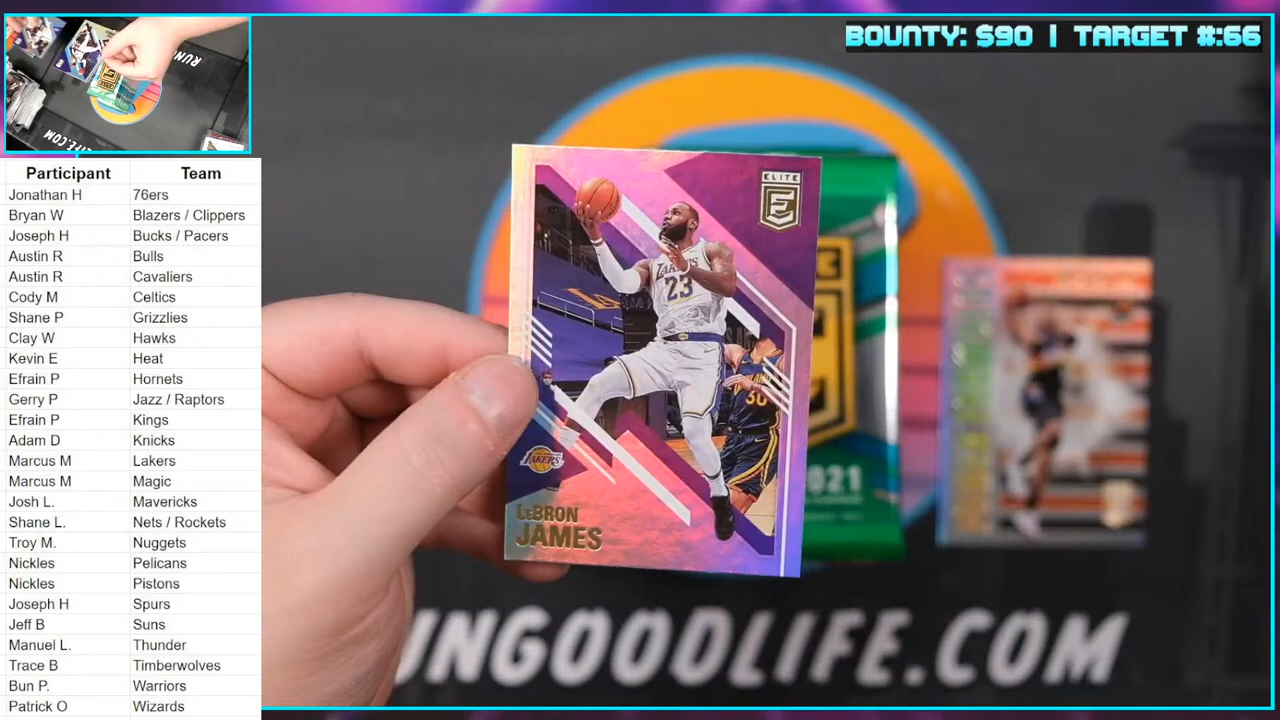 BOUNTY: $90 | TARGET #:66
Participant Team
Jonathan H 76ers
Bryan W Blazers / Clippers
Joseph H Bucks / Pacers
Austin R Bulls
Austin R Cavaliers
Cody M Celtics
Shane P Grizzlies
Clay W Hawks
Kevin E Heat
Efrain P Hornets
Gerry P Jazz / Raptors
Efrain P Kings
Adam D Knicks
Marcus M Lakers
Marcus M Magic
Josh L. Mavericks
Shane L. Nets / Rockets
Troy M. Nuggets
Nickles Pelicans
Nickles Pistons
Joseph H Spurs
Jeff B Suns
Manuel L. Thunder
Trace B Timberwolves
Bun P. Warriors
Patrick O Wizards
ELITE
E
LAKERS
23
30
LAKERS
LeBRON
JAMES
2021
UNGOODLIFE.COM